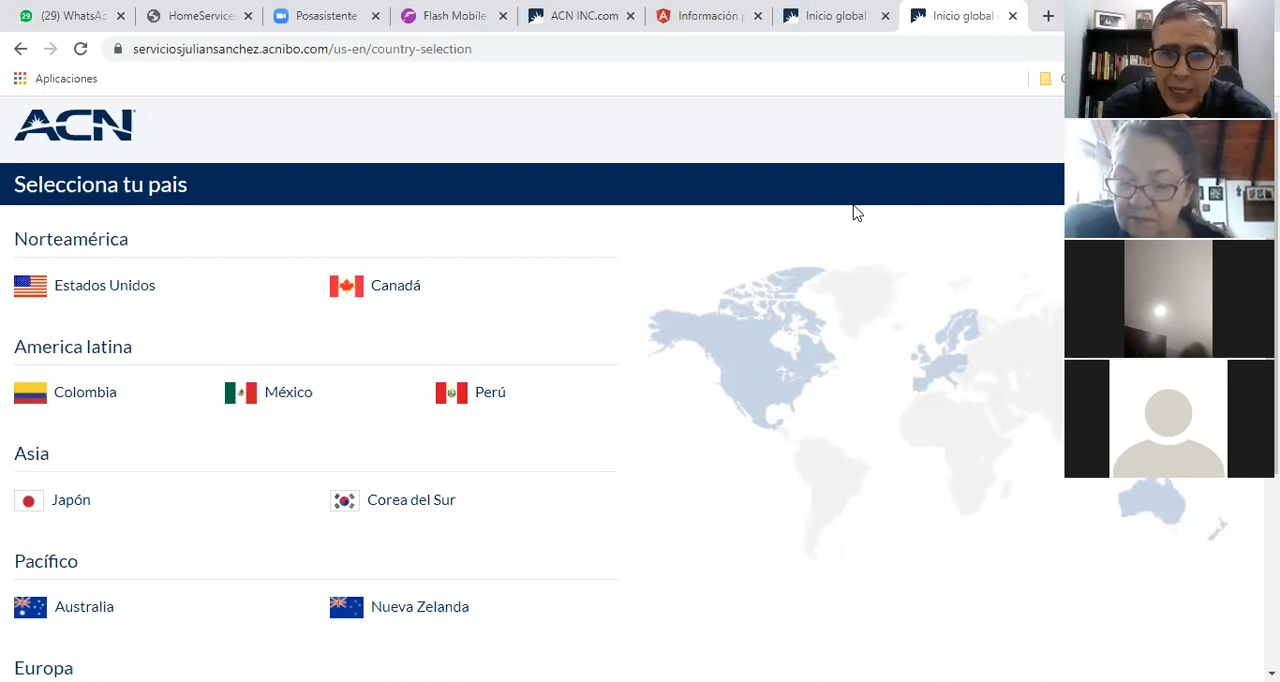 (29) WhatsA
HomeService
Posasistente
Flash Mobile
ACN INC.com
Información p
Inicio global
Inicio global
serviciosjuliansanchez.acnibo.com/us-en/country-selection
Aplicaciones
ACN
Selecciona tu pais
Norteamérica
Estados Unidos
Canadá
America latina
Colombia
México
Perú
Asia
Japón
Corea del Sur
Pacífico
Australia
Nueva Zelanda
Europa